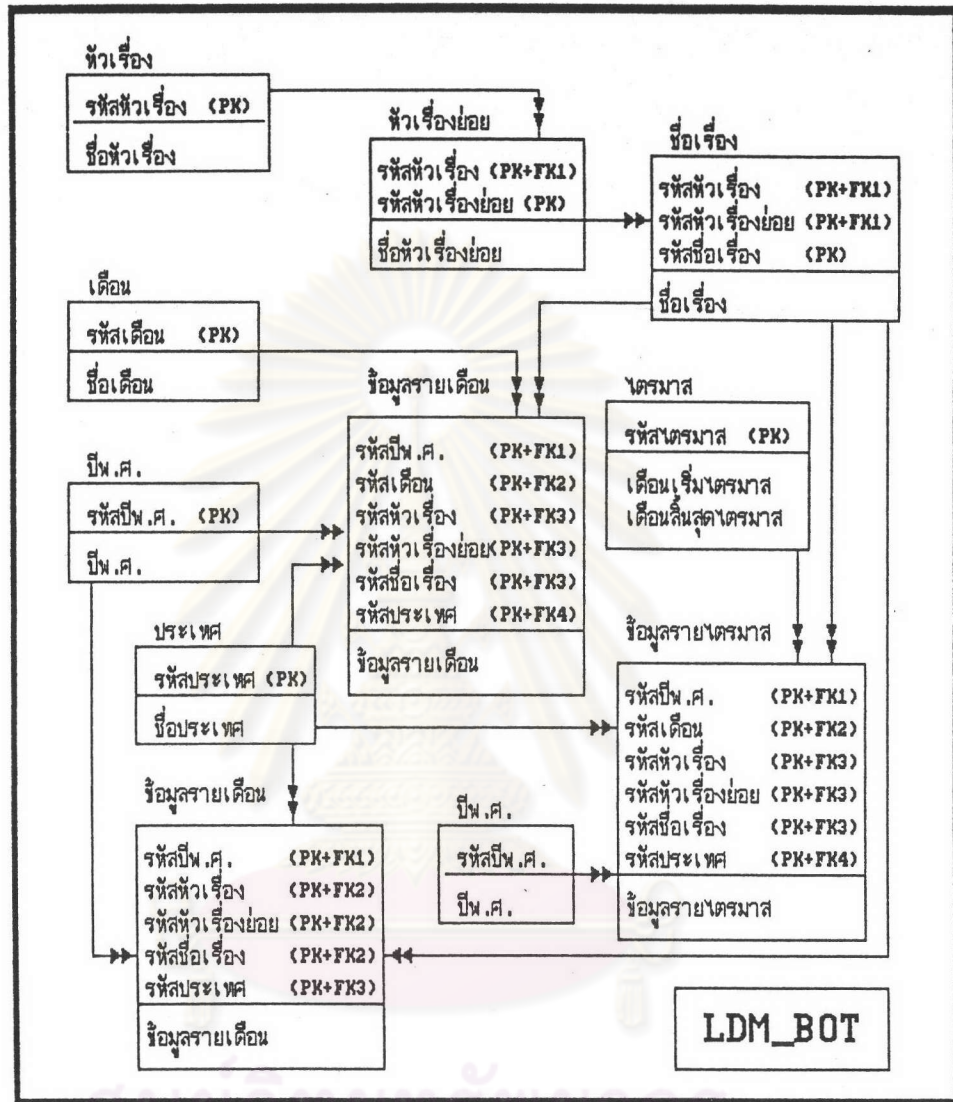 หัวเรื่อง
รหัสหัวเรื่อง (PK)
ชื่อหัวเรื่อง
หัวเรื่องย่อย
รหัสหัวเรื่อง (PK+FK1)
รหัสหัวเรื่องย่อย (PK)
ชื่อหัวเรื่องย่อย
ชื่อเรื่อง
รหัสหัวเรื่อง (PK+FK1)
รหัสหัวเรื่องย่อย (PK+FK1)
รหัสชื่อเรื่อง (PK)
ชื่อเรื่อง
เดือน
รหัสเดือน (PK)
ชื่อเดือน
ข้อมูลรายเดือน
รหัสปีพ.ศ. (PK+FK1)
รหัสเดือน (PK+FK2)
รหัสหัวเรื่อง (PK+FK3)
รหัสหัวเรื่องย่อย(PK+FK3)
รหัสชื่อเรื่อง (PK+FK3)
รหัสประเทศ (PK+FK4)
ข้อมูลรายเดือน
ไตรมาส
รหัสไตรมาส (PK)
เดือนเริ่มไตรมาส
เดือนสิ้นสุดไตรมาส
ปีพ.ศ.
รหัสปีพ.ศ. (PK)
ปีพ.ศ.
ประเทศ
รหัสประเทศ (PK)
ชื่อประเทศ
ข้อมูลรายไตรมาส
รหัสปีพ.ศ. (PK+FK1)
รหัสเดือน (PK+FK2)
รหัสหัวเรื่อง (PK+FK3)
รหัสหัวเรื่องย่อย (PK+FK3)
รหัสชื่อเรื่อง (PK+FK3)
รหัสประเทศ (PK+FK4)
ข้อมูลรายไตรมาส
ข้อมูลรายเดือน
รหัสปีพ.ศ. (PK+FK1)
รหัสหัวเรื่อง (PK+FK2)
รหัสหัวเรื่องย่อย (PK+FK2)
รหัสชื่อเรื่อง (PK+FK2)
รหัสประเทศ (PK+FK3)
ข้อมูลรายเดือน
ปีพ.ศ.
รหัสปีพ.ศ.
ปีพ.ศ.
LDM_BOT